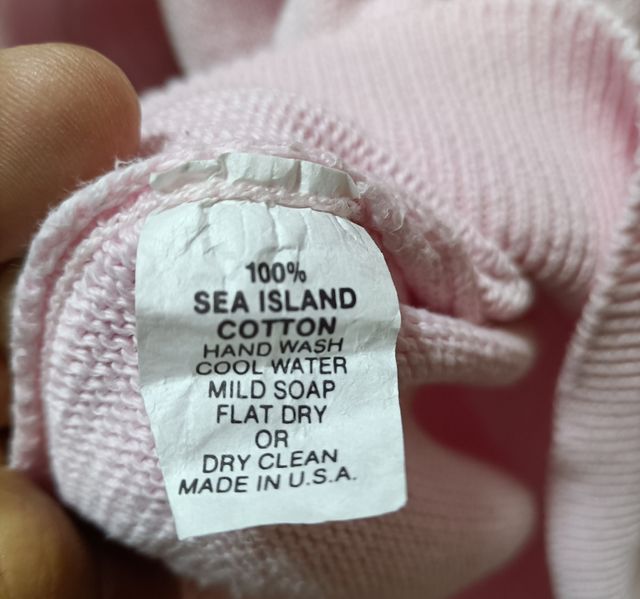 100%
SEA ISLAND
COTTON
HAND WASH
COOL WATER
MILD SOAP
FLAT DRY
OR
DRY CLEAN
MADE IN U.S.A.